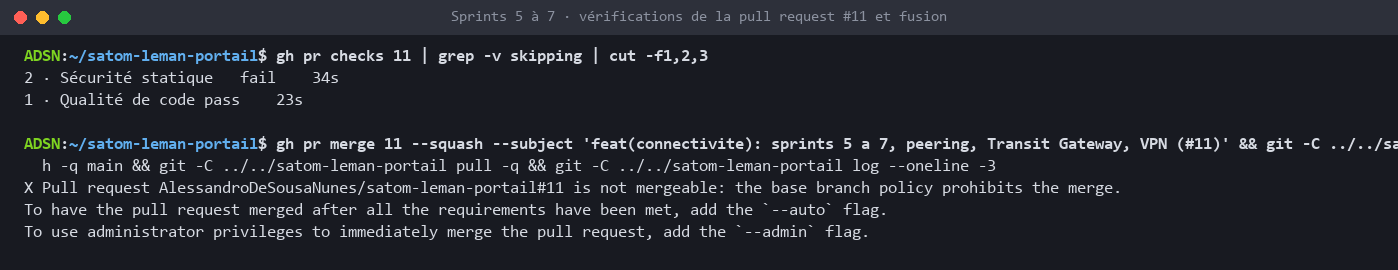 Sprints 5 à 7 · vérifications de la pull request #11 et fusion
ADSN:~/satom-leman-portail$ gh pr checks 11 | grep -v skipping | cut -f1,2,3
2 · Sécurité statique   fail    34s
1 · Qualité de code pass    23s
ADSN:~/satom-leman-portail$ gh pr merge 11 --squash --subject 'feat(connectivite): sprints 5 a 7, peering, Transit Gateway, VPN (#11)' && git -C ../../sa
h -q main && git -C ../../satom-leman-portail pull -q && git -C ../../satom-leman-portail log --oneline -3
X Pull request AlessandroDeSousaNunes/satom-leman-portail#11 is not mergeable: the base branch policy prohibits the merge.
To have the pull request merged after all the requirements have been met, add the `--auto` flag.
To use administrator privileges to immediately merge the pull request, add the `--admin` flag.